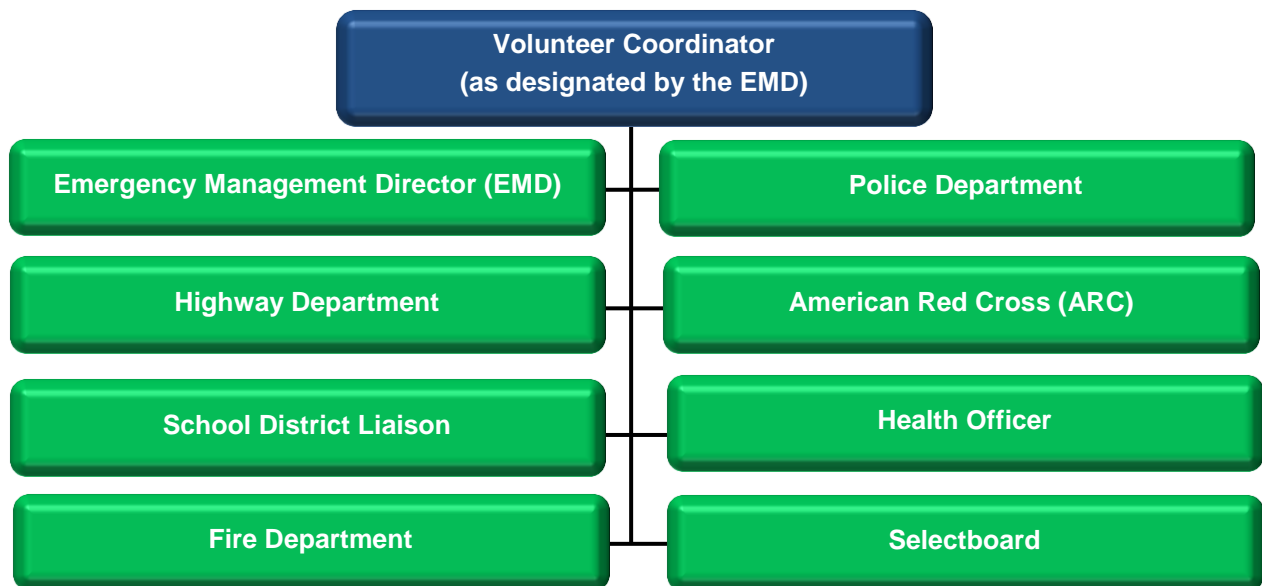 Volunteer Coordinator
(as designated by the EMD)
Emergency Management Director (EMD)
Police Department
Highway Department
American Red Cross (ARC)
School District Liaison
Health Officer
Fire Department
Selectboard